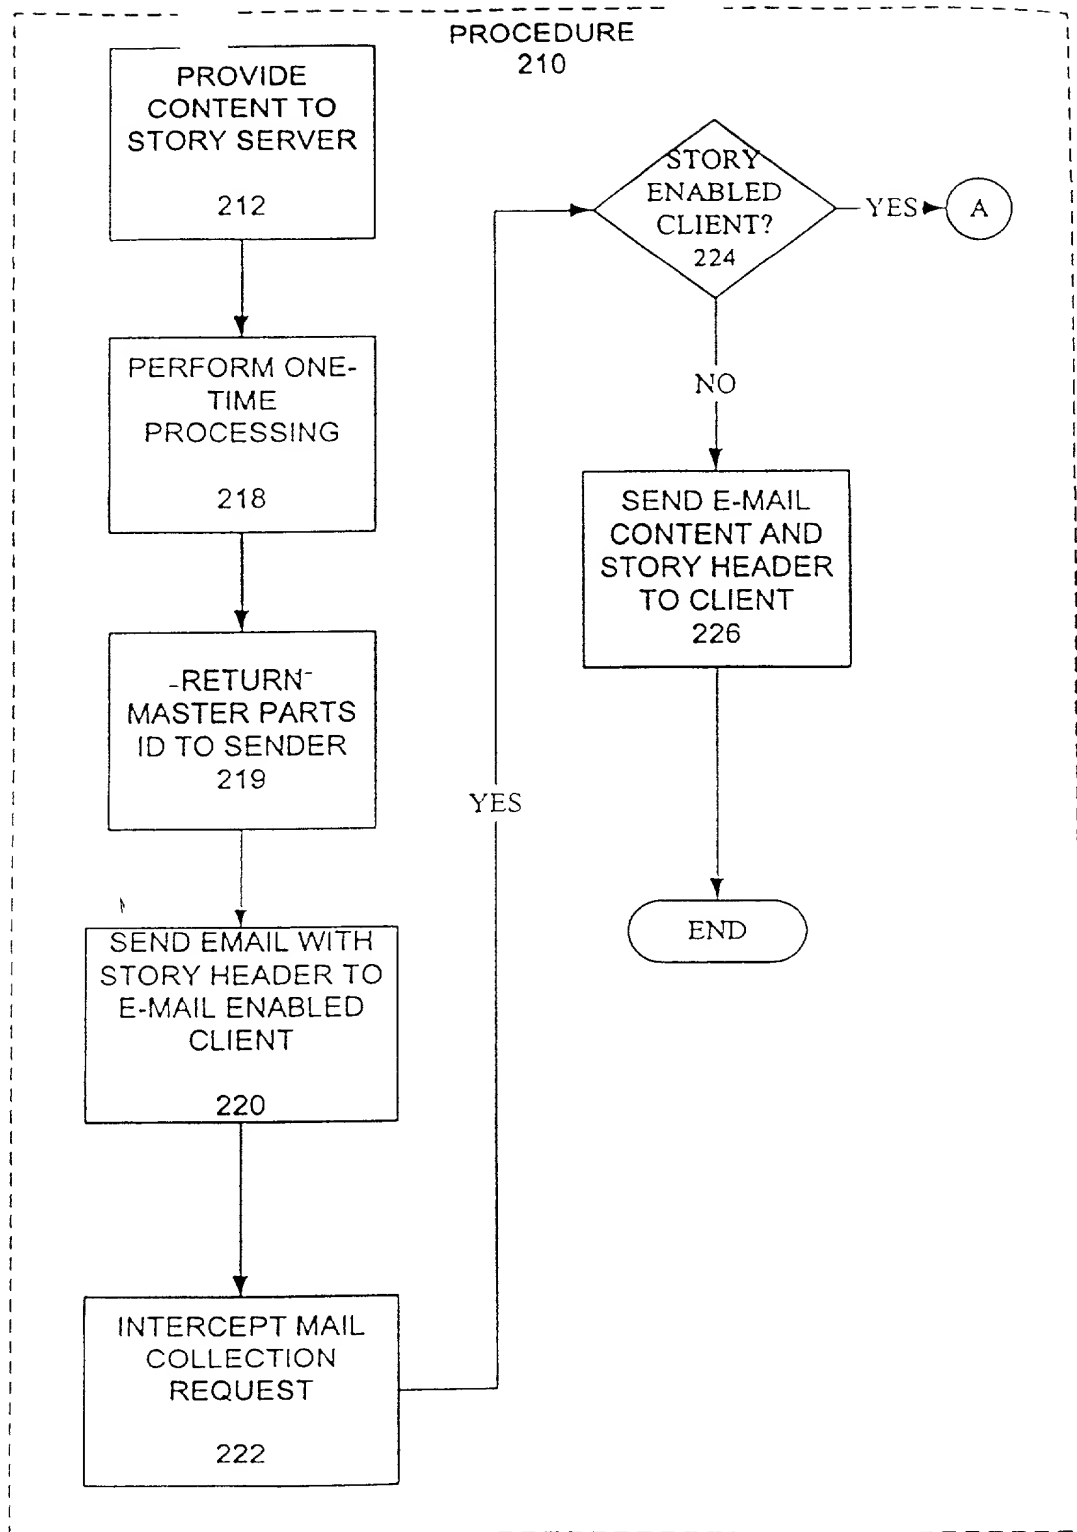 PROCEDURE
210
PROVIDE
CONTENT TO
STORY SERVER
212
PERFORM ONE-
TIME
PROCESSING
218
RETURN
MASTER PARTS
ID TO SENDER
219
SEND EMAIL WITH
STORY HEADER TO
E-MAIL ENABLED
CLIENT
220
INTERCEPT MAIL
COLLECTION
REQUEST
222
YES
STORY
ENABLED
CLIENT?
224
YES
A
NO
SEND E-MAIL
CONTENT AND
STORY HEADER
TO CLIENT
226
END